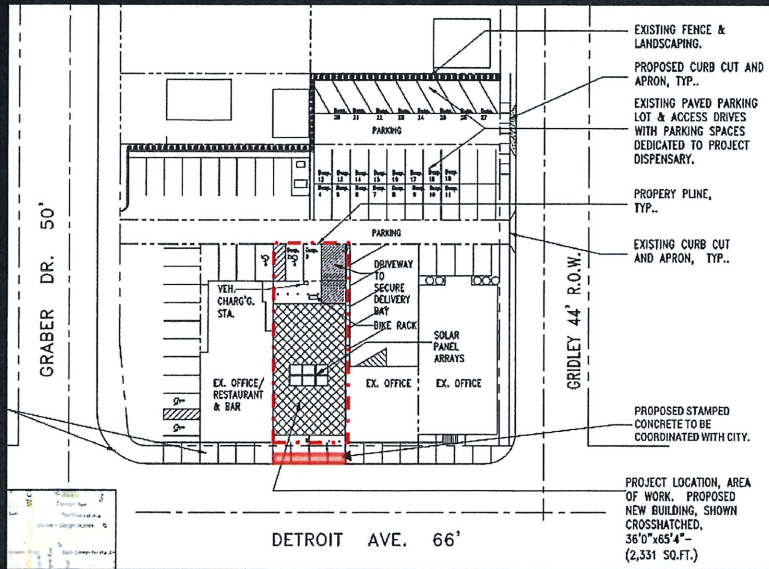 EXISTING FENCE &
LANDSCAPING.
PROPOSED CURB CUT AND
APRON, TYP..
EXISTING PAVED PARKING
LOT & ACCESS DRIVES
WITH PARKING SPACES
DEDICATED TO PROJECT
DISPENSARY.
PROPERY PLINE,
TYP..
EXISTING CURB CUT
AND APRON, TYP..
PROPOSED STAMPED
CONCRETE TO BE
COORDINATED WITH CITY.
PROJECT LOCATION, AREA
OF WORK. PROPOSED
NEW BUILDING, SHOWN
CROSSHATCHED,
36'0"x65'4"-
(2,331 SQ.FT.)
PARKING
PARKING
DRIVEWAY
TO
SECURE
DELIVERY
BAY
BIKE RACK
VEH.
CHARG'G.
STA.
SOLAR
PANEL
ARRAYS
EX. OFFICE/
RESTAURANT
& BAR
EX. OFFICE
EX. OFFICE
GRABER DR. 50'
GRIDLEY 44' R.O.W.
DETROIT AVE. 66'